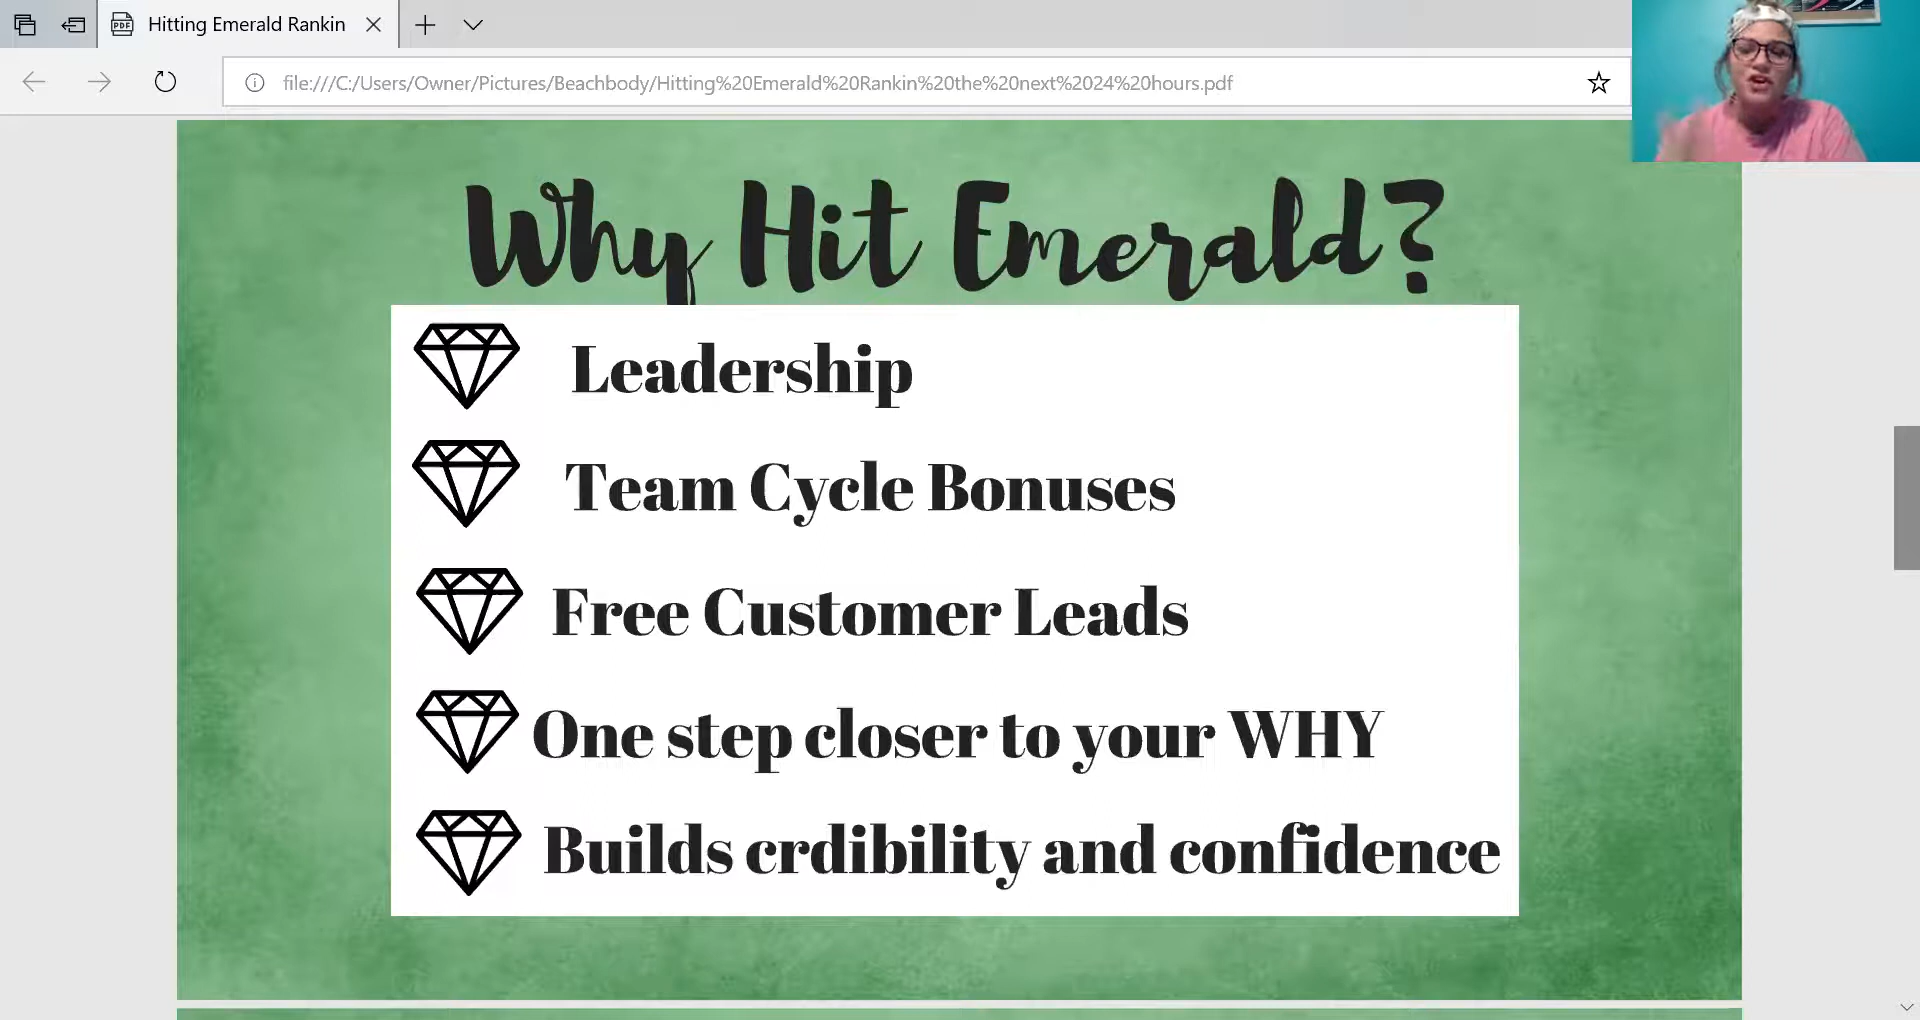 Hitting Emerald Rankin
file:///C:/Users/Owner/Pictures/Beachbody/Hitting%20Emerald%20Rankin%20the%20next%2024%20hours.pdf
Why Hit Emerald?
Leadership
Team Cycle Bonuses
Free Customer Leads
One step closer to your WHY
Builds crdibility and confidence